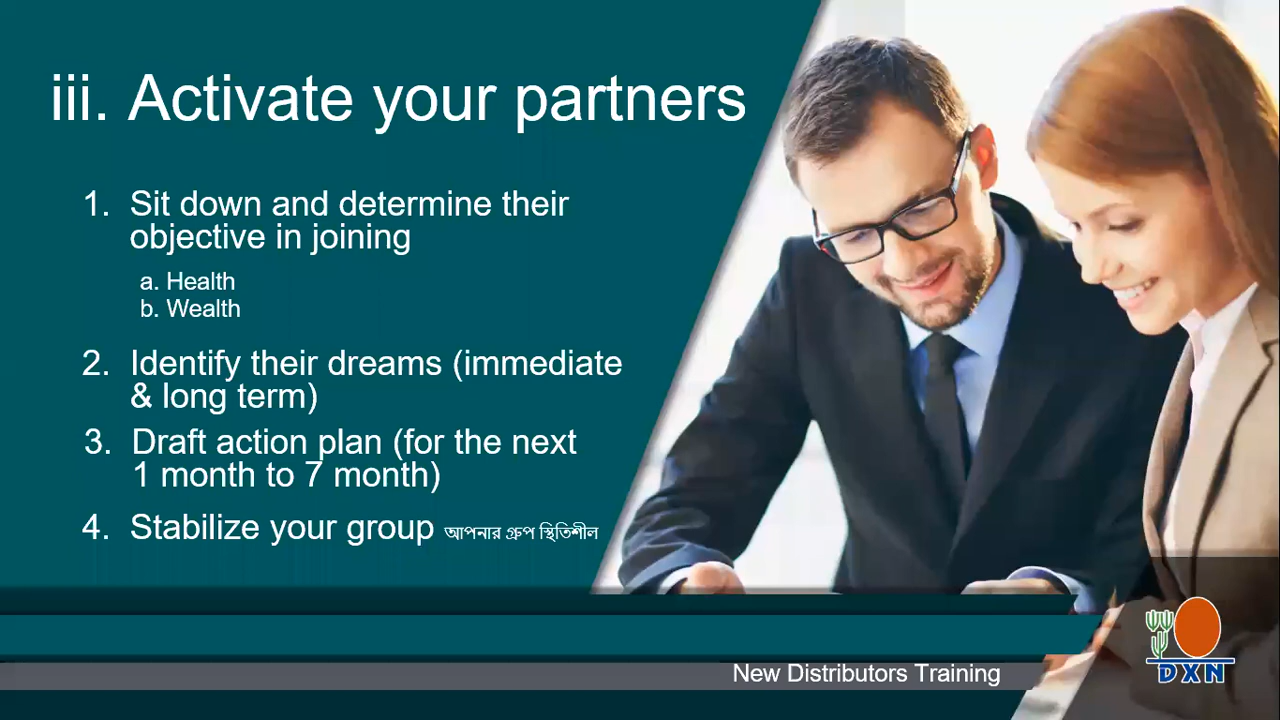 iii. Activate your partners
1. Sit down and determine their
objective in joining
a. Health
b. Wealth
2. Identify their dreams (immediate
& long term)
3. Draft action plan (for the next
1 month to 7 month)
4. Stabilize your group আপনার গ্রুপ স্থিতিশীল
New Distributors Training
DXN